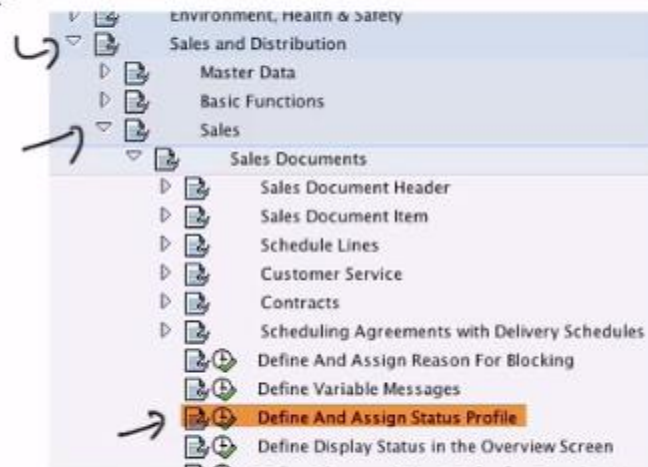 Environment, Health & Safety
Sales and Distribution
Master Data
Basic Functions
Sales
Sales Documents
Sales Document Header
Sales Document Item
Schedule Lines
Customer Service
Contracts
Scheduling Agreements with Delivery Schedules
Define And Assign Reason For Blocking
Define Variable Messages
Define And Assign Status Profile
Define Display Status in the Overview Screen